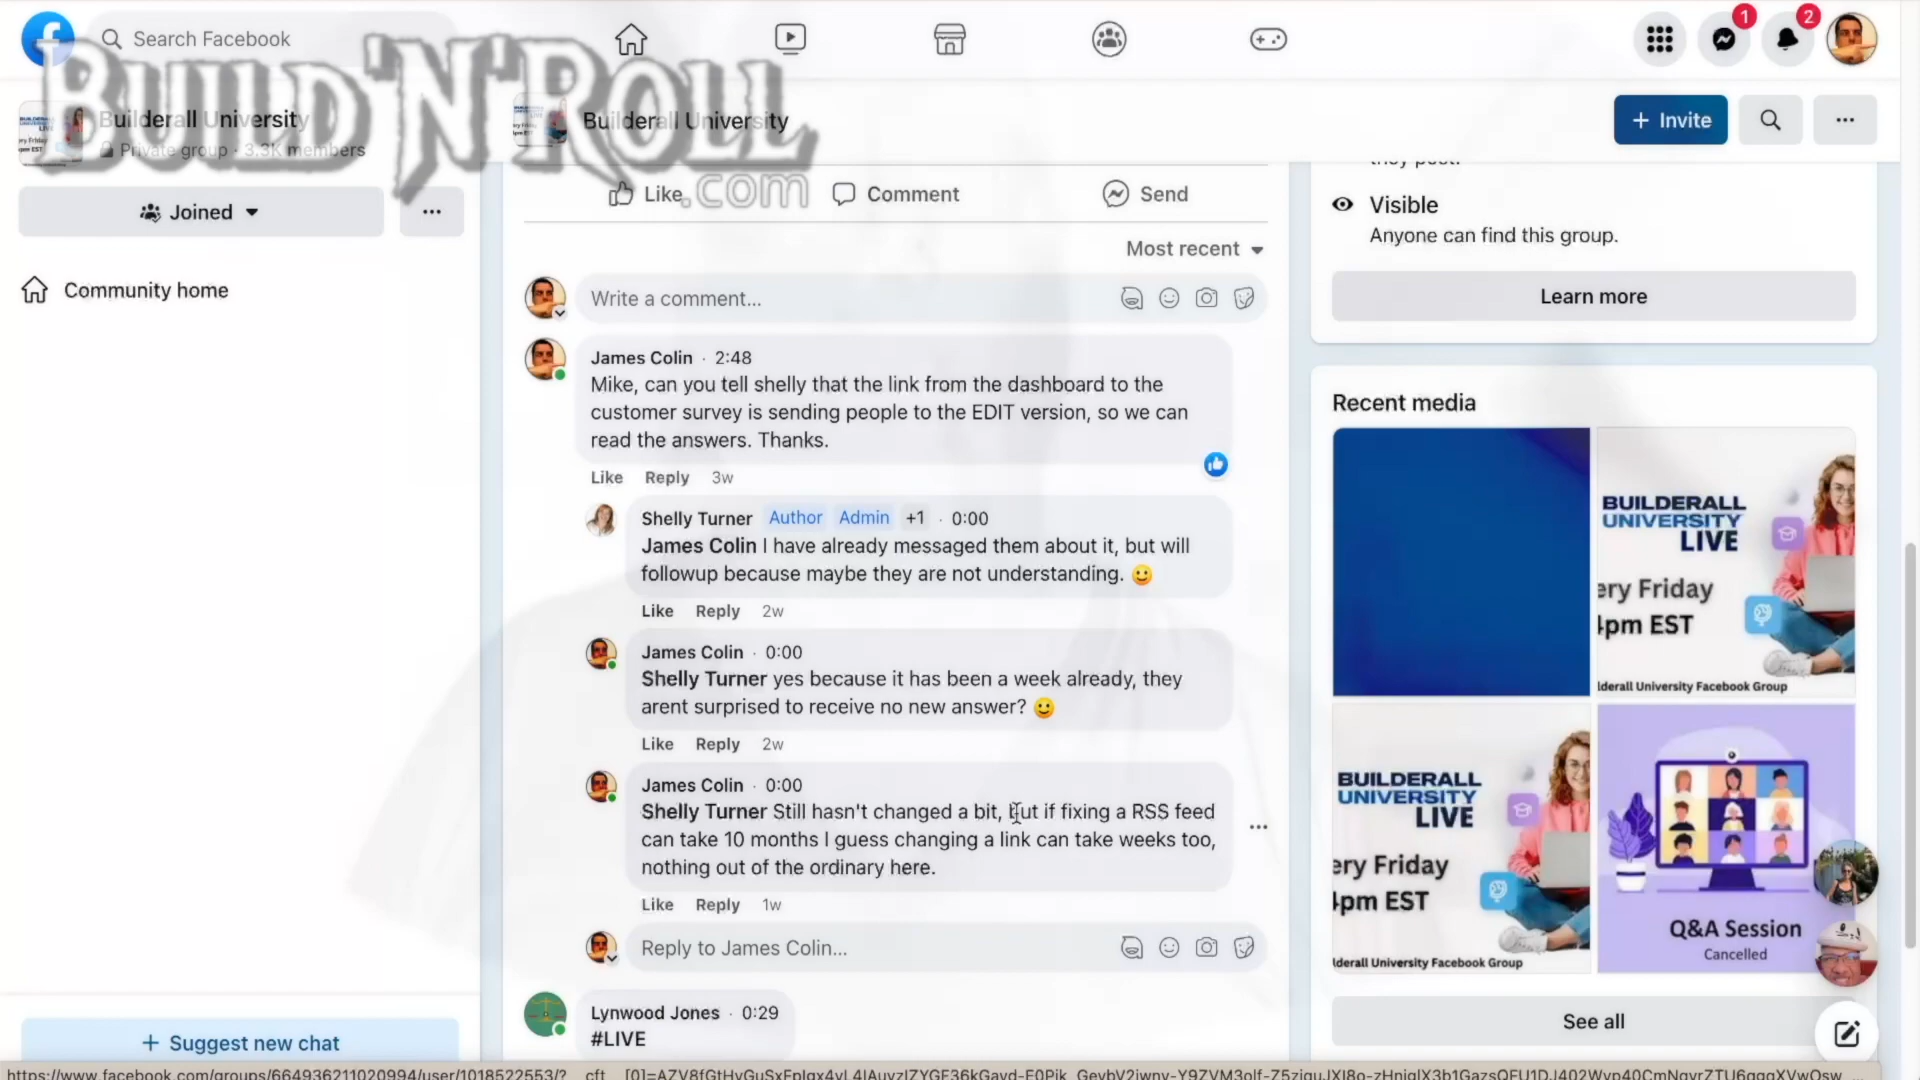 Search Facebook
1
2
BUILD'N'ROLL
.com
Builderall University
Private group · 3.3K members
Joined
Community home
+ Suggest new chat
Builderall University
+ Invite
Like
Comment
Send
Most recent
Write a comment...
James Colin · 2:48
Mike, can you tell shelly that the link from the dashboard to the
customer survey is sending people to the EDIT version, so we can
read the answers. Thanks.
Like Reply 3w
Shelly Turner Author Admin +1 · 0:00
James Colin I have already messaged them about it, but will
followup because maybe they are not understanding. 🙂
Like Reply 2w
James Colin · 0:00
Shelly Turner yes because it has been a week already, they
arent surprised to receive no new answer? 🙂
Like Reply 2w
James Colin · 0:00
Shelly Turner Still hasn't changed a bit, but if fixing a RSS feed
can take 10 months I guess changing a link can take weeks too,
nothing out of the ordinary here.
Like Reply 1w
Reply to James Colin...
Lynwood Jones · 0:29
#LIVE
they post.
Visible
Anyone can find this group.
Learn more
Recent media
BUILDERALL
UNIVERSITY
LIVE
ery Friday
4pm EST
lderall University Facebook Group
BUILDERALL
UNIVERSITY
LIVE
ery Friday
4pm EST
lderall University Facebook Group
Q&A Session
Cancelled
See all